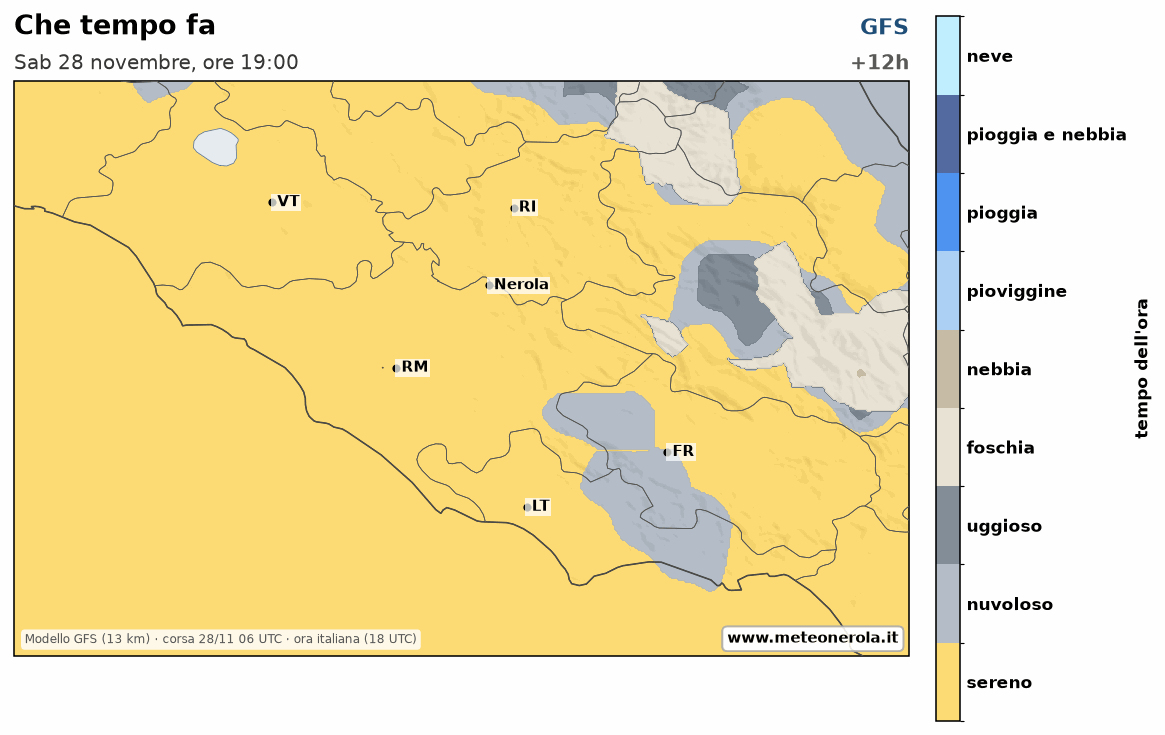 Che tempo fa
GFS
Sab 28 novembre, ore 19:00
+12h
neve
pioggia e nebbia
pioggia
pioviggine
nebbia
foschia
uggioso
nuvoloso
sereno
tempo dell'ora
VT
RI
Nerola
RM
FR
LT
Modello GFS (13 km) · corsa 28/11 06 UTC · ora italiana (18 UTC)
www.meteonerola.it